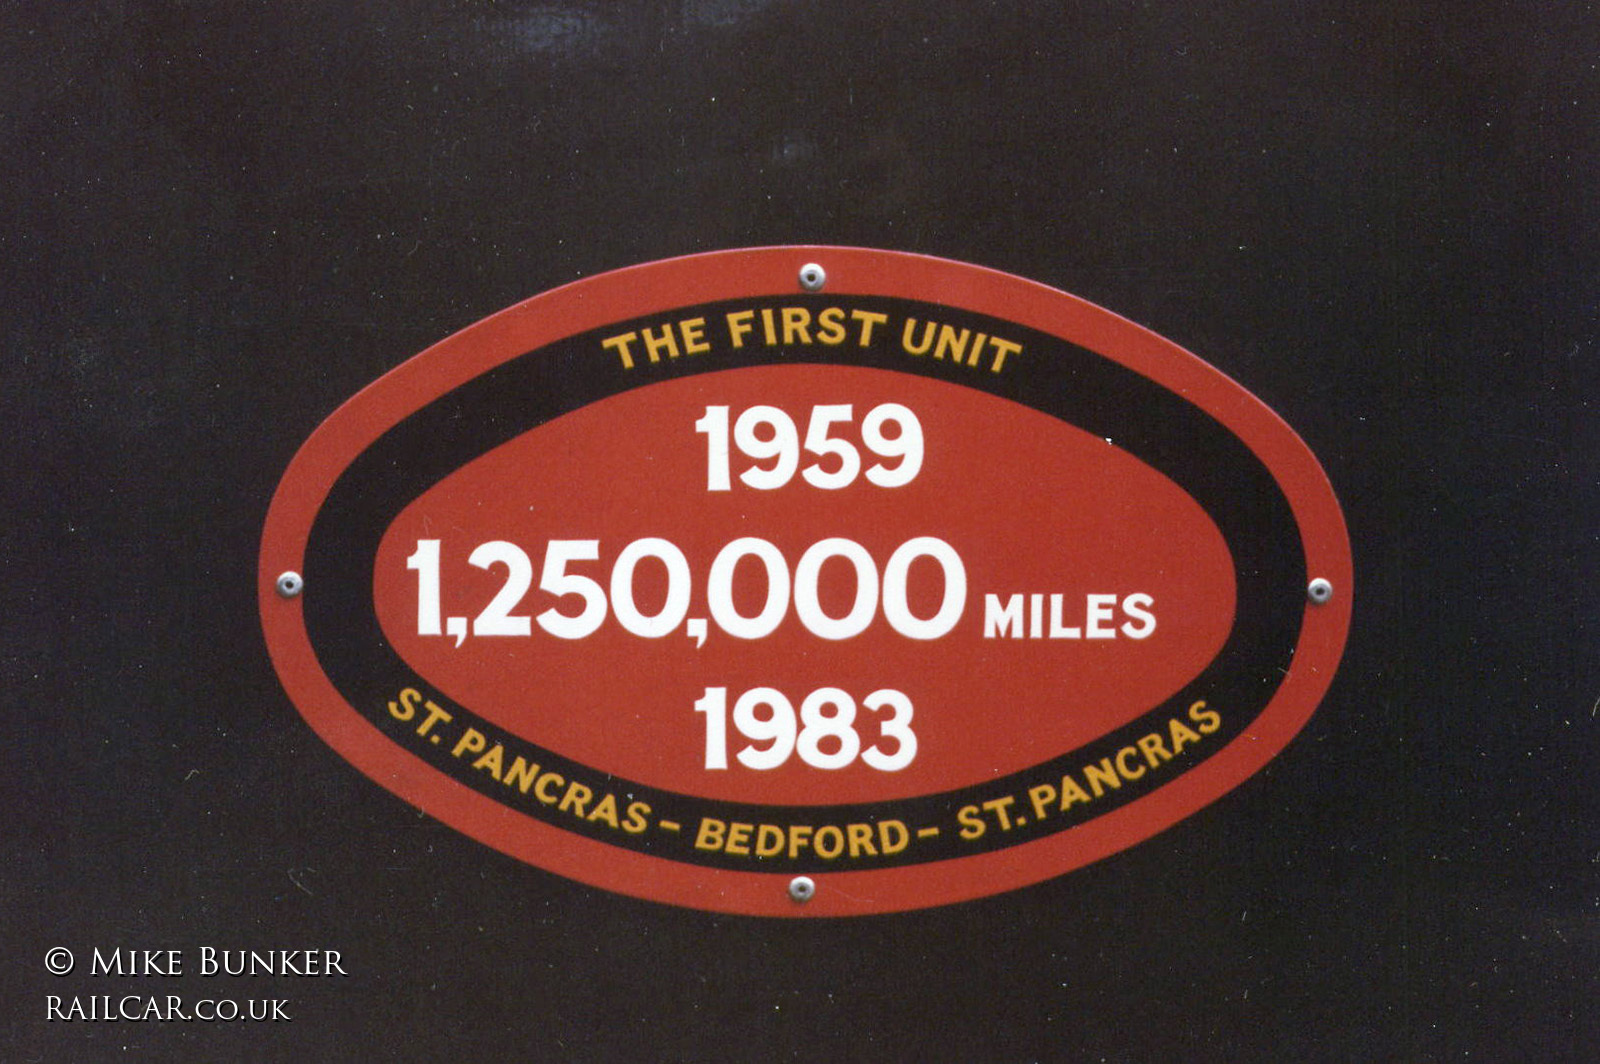 THE FIRST UNIT
1959
1,250,000 MILES
1983
ST. PANCRAS – BEDFORD – ST. PANCRAS
© MIKE BUNKER
RAILCAR.CO.UK